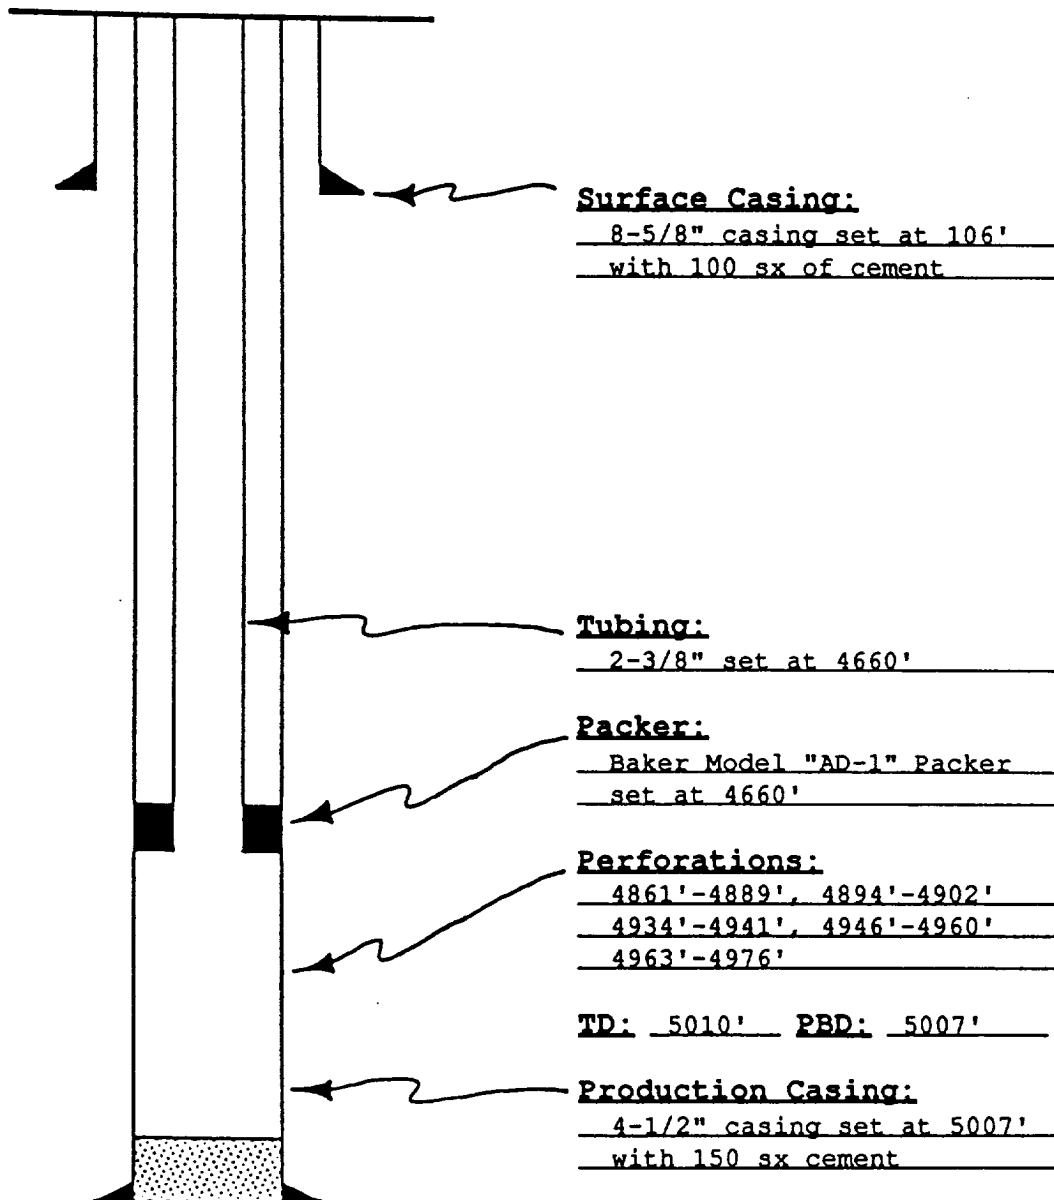 Surface Casing:
8-5/8" casing set at 106'
with 100 sx of cement
Tubing:
2-3/8" set at 4660'
Packer:
Baker Model "AD-1" Packer
set at 4660'
Perforations:
4861'-4889', 4894'-4902'
4934'-4941', 4946'-4960'
4963'-4976'
TD: 5010' PBD: 5007'
Production Casing:
4-1/2" casing set at 5007'
with 150 sx cement